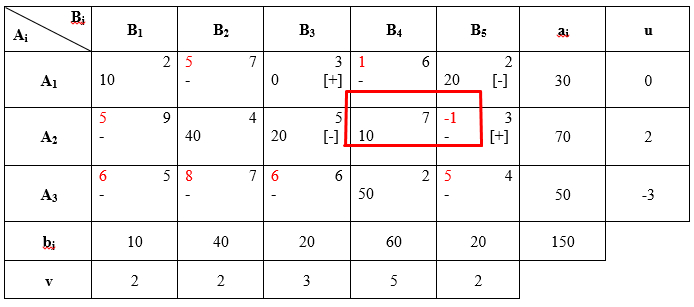 Bj
Ai B1 B2 B3 B4 B5 ai u
2 5 7 3 1 6 2
A1 10 - 0 [+] - 20 [-] 30 0
5 9 4 5 7 -1 3
A2 - 40 20 [-] 10 - [+] 70 2
6 5 8 7 6 6 2 5 4
A3 - - - 50 - 50 -3
bj 10 40 20 60 20 150
v 2 2 3 5 2